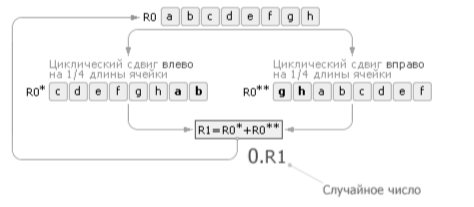 R0 a b c d e f g h
Циклический сдвиг влево
на 1/4 длины ячейки
R0* c d e f g h a b
Циклический сдвиг вправо
на 1/4 длины ячейки
R0** g h a b c d e f
R1=R0*+R0**
0.R1
Случайное число